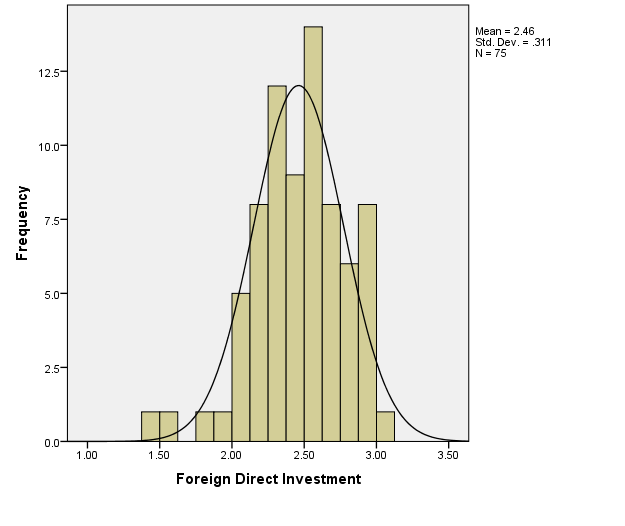 Mean = 2.46
Std. Dev. = .311
N = 75
12.5
10.0
7.5
5.0
2.5
0.0
Frequency
1.00 1.50 2.00 2.50 3.00 3.50
Foreign Direct Investment